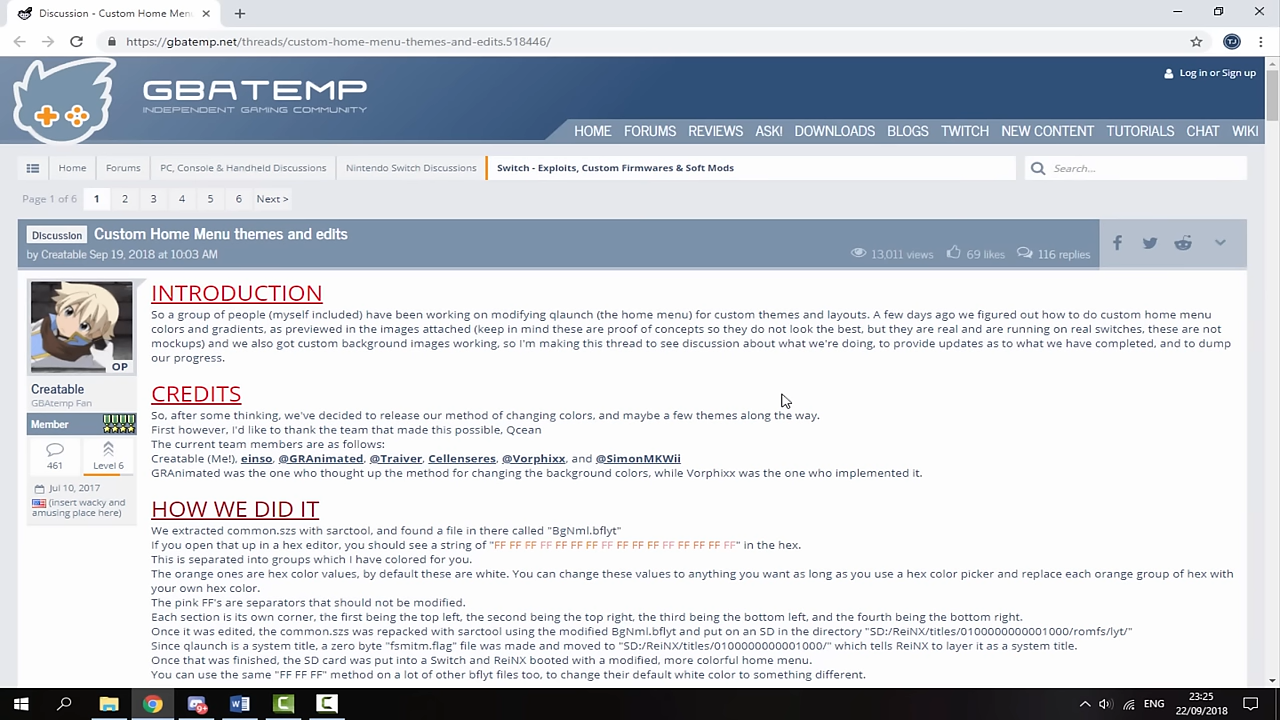 Discussion - Custom Home Men
https://gbatemp.net/threads/custom-home-menu-themes-and-edits.518446/
GBATEMP
INDEPENDENT GAMING COMMUNITY
Log in or Sign up
HOME FORUMS REVIEWS ASK! DOWNLOADS BLOGS TWITCH NEW CONTENT TUTORIALS CHAT WIKI
Home Forums PC, Console & Handheld Discussions Nintendo Switch Discussions Switch - Exploits, Custom Firmwares & Soft Mods Search...
Page 1 of 6 1 2 3 4 5 6 Next >
Discussion Custom Home Menu themes and edits
by Creatable Sep 19, 2018 at 10:03 AM 13,011 views 69 likes 116 replies
OP
Creatable
GBAtemp Fan
Member
461 Level 6
Jul 10, 2017
(insert wacky and
amusing place here)
INTRODUCTION
So a group of people (myself included) have been working on modifying qlaunch (the home menu) for custom themes and layouts. A few days ago we figured out how to do custom home menu
colors and gradients, as previewed in the images attached (keep in mind these are proof of concepts so they do not look the best, but they are real and are running on real switches, these are not
mockups) and we also got custom background images working, so I'm making this thread to see discussion about what we're doing, to provide updates as to what we have completed, and to dump
our progress.
CREDITS
So, after some thinking, we've decided to release our method of changing colors, and maybe a few themes along the way.
First however, I'd like to thank the team that made this possible, Qcean
The current team members are as follows:
Creatable (Me!), einso, @GRAnimated, @Traiver, Cellenseres, @Vorphixx, and @SimonMKWii
GRAnimated was the one who thought up the method for changing the background colors, while Vorphixx was the one who implemented it.
HOW WE DID IT
We extracted common.szs with sarctool, and found a file in there called "BgNml.bflyt"
If you open that up in a hex editor, you should see a string of "FF FF FF FF FF FF FF FF FF FF FF FF FF FF FF FF" in the hex.
This is separated into groups which I have colored for you.
The orange ones are hex color values, by default these are white. You can change these values to anything you want as long as you use a hex color picker and replace each orange group of hex with
your own hex color.
The pink FF's are separators that should not be modified.
Each section is its own corner, the first being the top left, the second being the top right, the third being the bottom left, and the fourth being the bottom right.
Once it was edited, the common.szs was repacked with sarctool using the modified BgNml.bflyt and put on an SD in the directory "SD:/ReiNX/titles/0100000000001000/romfs/lyt/"
Since qlaunch is a system title, a zero byte "fsmitm.flag" file was made and moved to "SD:/ReiNX/titles/0100000000001000/" which tells ReiNX to layer it as a system title.
Once that was finished, the SD card was put into a Switch and ReiNX booted with a modified, more colorful home menu.
You can use the same "FF FF FF" method on a lot of other bflyt files too, to change their default white color to something different.
ENG
23:25
22/09/2018